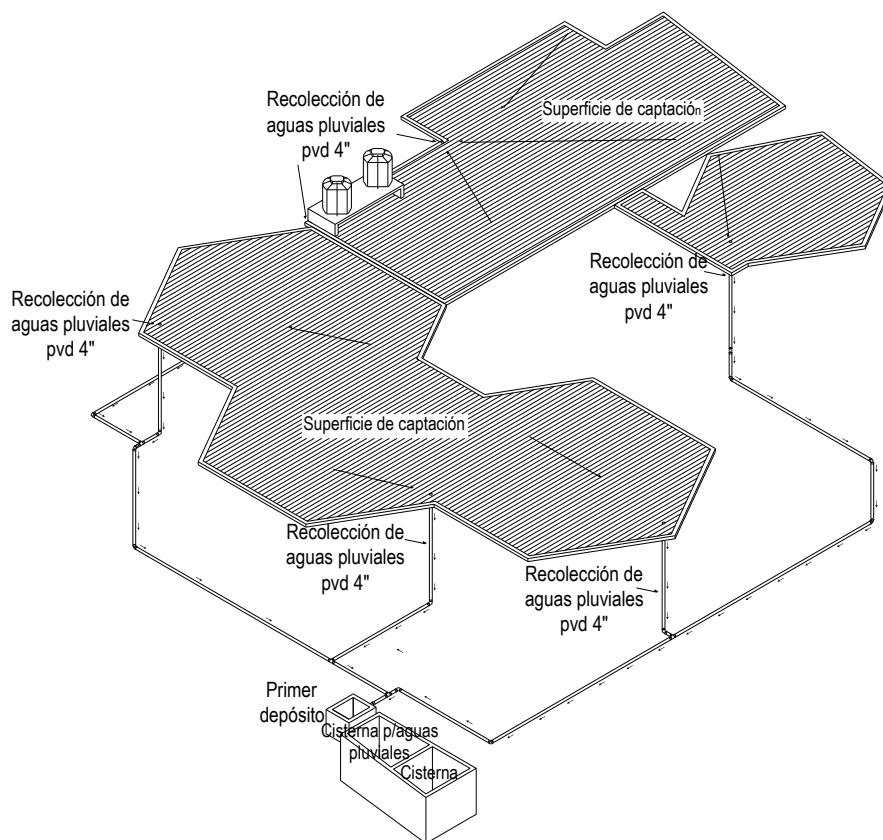 Recolección de
aguas pluviales
pvd 4"
Superficie de captación
Recolección de
aguas pluviales
pvd 4"
Recolección de
aguas pluviales
pvd 4"
Superficie de captación
Recolección de
aguas pluviales
pvd 4"
Recolección de
aguas pluviales
pvd 4"
Primer
depósito
Cisterna p/aguas
pluviales
Cisterna